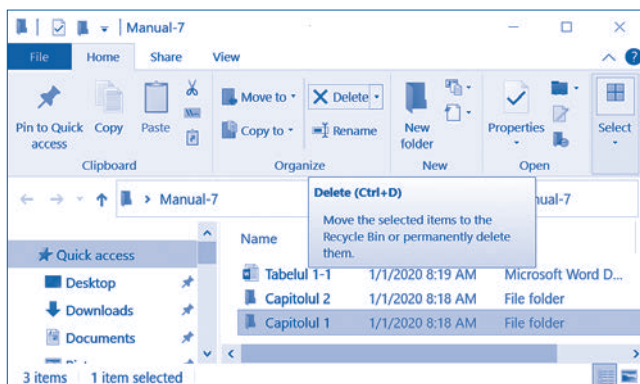 Manual-7
File Home Share View
Move to Delete
Copy to Rename
Pin to Quick access Copy Paste
New folder
Properties
Select
Clipboard Organize New Open
Manual-7
Delete (Ctrl+D)
Move the selected items to the
Recycle Bin or permanently delete
them.
Name
Quick access
Desktop
Downloads
Documents
Tabelul 1-1 1/1/2020 8:19 AM Microsoft Word D...
Capitolul 2 1/1/2020 8:18 AM File folder
Capitolul 1 1/1/2020 8:18 AM File folder
3 items 1 item selected